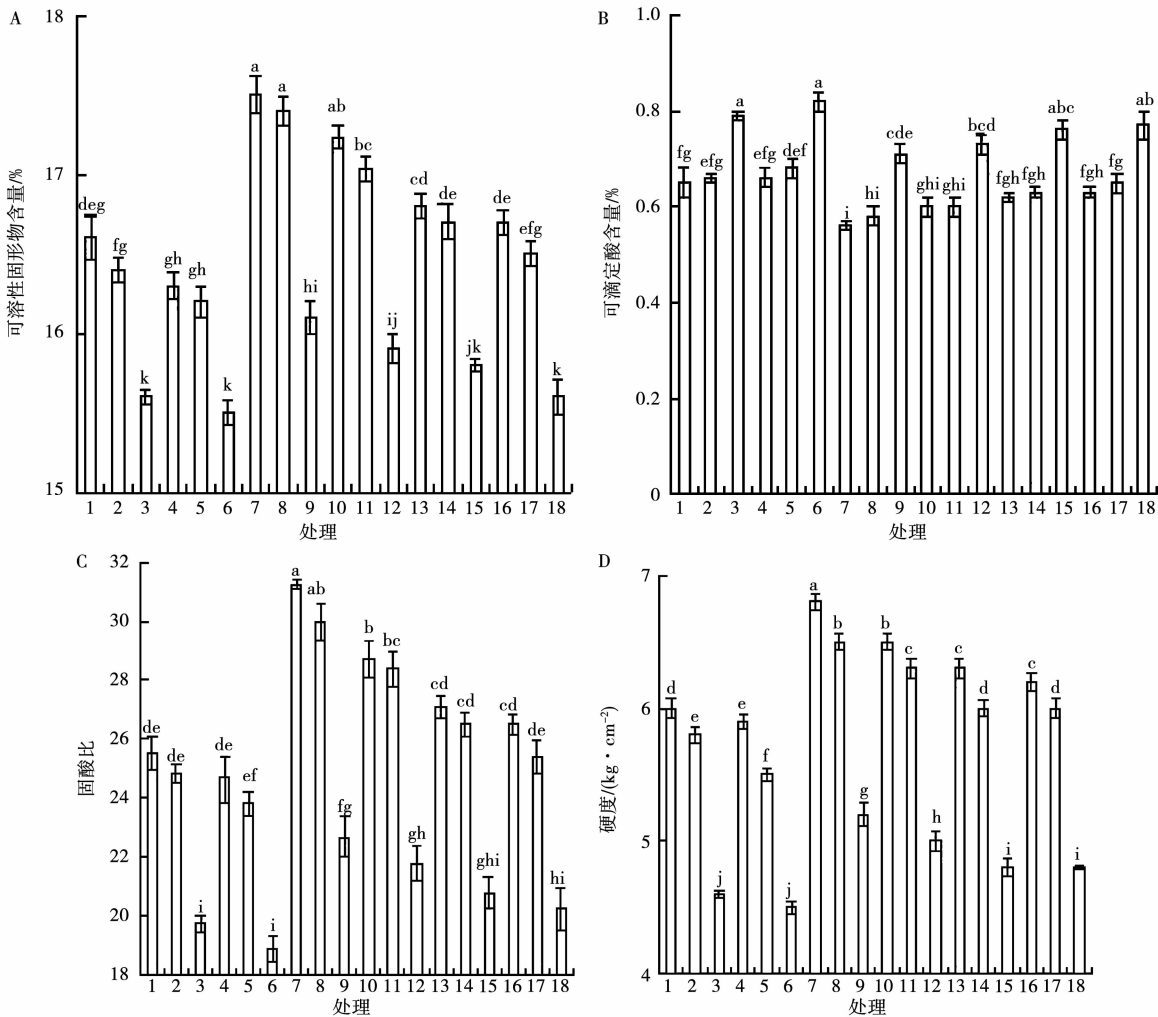 A
可溶性固形物含量/%
18
17
16
15
deg
fg
k
gh
gh
k
a
a
hi
ab
bc
ij
cd
de
jk
de
efg
k
1 2 3 4 5 6 7 8 9 10 11 12 13 14 15 16 17 18
处理
B
可滴定酸含量/%
1.0
0.8
0.6
0.4
0.2
0
fg
efg
a
efg
def
a
i
hi
cde
ghi
ghi
bcd
fgh
fgh
abc
fgh
fg
ab
1 2 3 4 5 6 7 8 9 10 11 12 13 14 15 16 17 18
处理
C
固酸比
32
30
28
26
24
22
20
18
de
de
i
de
ef
i
a
ab
fg
b
bc
gh
cd
cd
ghi
cd
de
hi
1 2 3 4 5 6 7 8 9 10 11 12 13 14 15 16 17 18
处理
D
硬度/(kg·cm⁻²)
7
6
5
4
d
e
j
e
f
j
a
b
g
b
c
h
c
d
i
c
d
i
1 2 3 4 5 6 7 8 9 10 11 12 13 14 15 16 17 18
处理